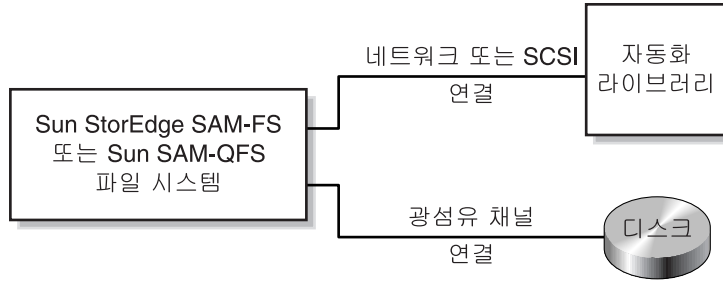 네트워크 또는 SCSI
연결
자동화
라이브러리
Sun StorEdge SAM-FS
또는 Sun SAM-QFS
파일 시스템
광섬유 채널
연결
디스크